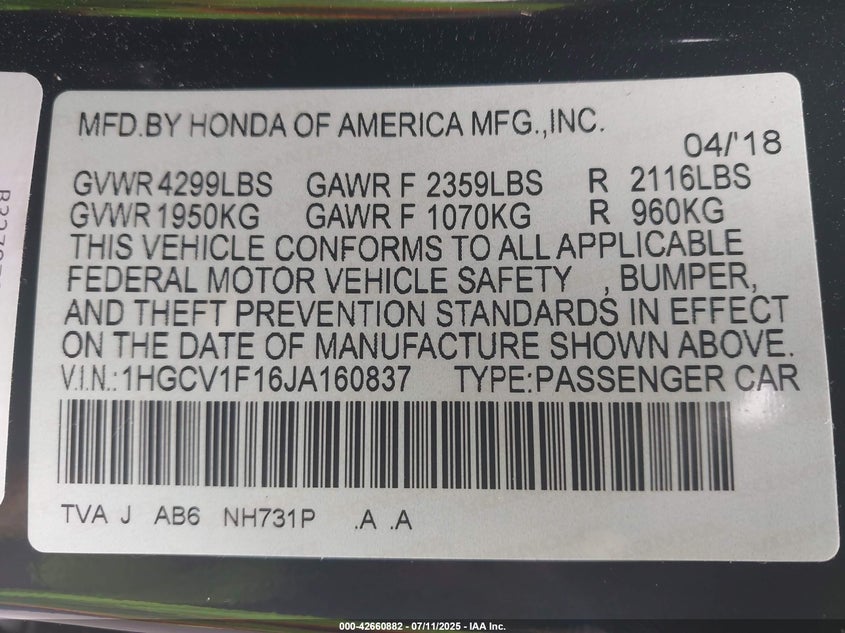 MFD.BY HONDA OF AMERICA MFG.,INC.
04/'18
GVWR 4299LBS GAWR F 2359LBS R 2116LBS
GVWR 1950KG GAWR F 1070KG R 960KG
THIS VEHICLE CONFORMS TO ALL APPLICABLE
FEDERAL MOTOR VEHICLE SAFETY , BUMPER,
AND THEFT PREVENTION STANDARDS IN EFFECT
ON THE DATE OF MANUFACTURE SHOWN ABOVE.
V.I.N.:1HGCV1F16JA160837 TYPE:PASSENGER CAR
TVA J AB6 NH731P .A .A
000-42660882 - 07/11/2025 - IAA Inc.